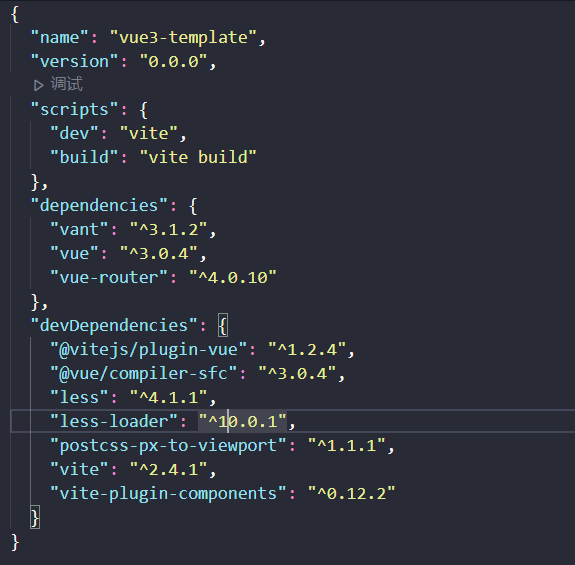 {
  "name": "vue3-template",
  "version": "0.0.0",
  ▷ 调试
  "scripts": {
    "dev": "vite",
    "build": "vite build"
  },
  "dependencies": {
    "vant": "^3.1.2",
    "vue": "^3.0.4",
    "vue-router": "^4.0.10"
  },
  "devDependencies": {
    "@vitejs/plugin-vue": "^1.2.4",
    "@vue/compiler-sfc": "^3.0.4",
    "less": "^4.1.1",
    "less-loader": "^10.0.1",
    "postcss-px-to-viewport": "^1.1.1",
    "vite": "^2.4.1",
    "vite-plugin-components": "^0.12.2"
  }
}